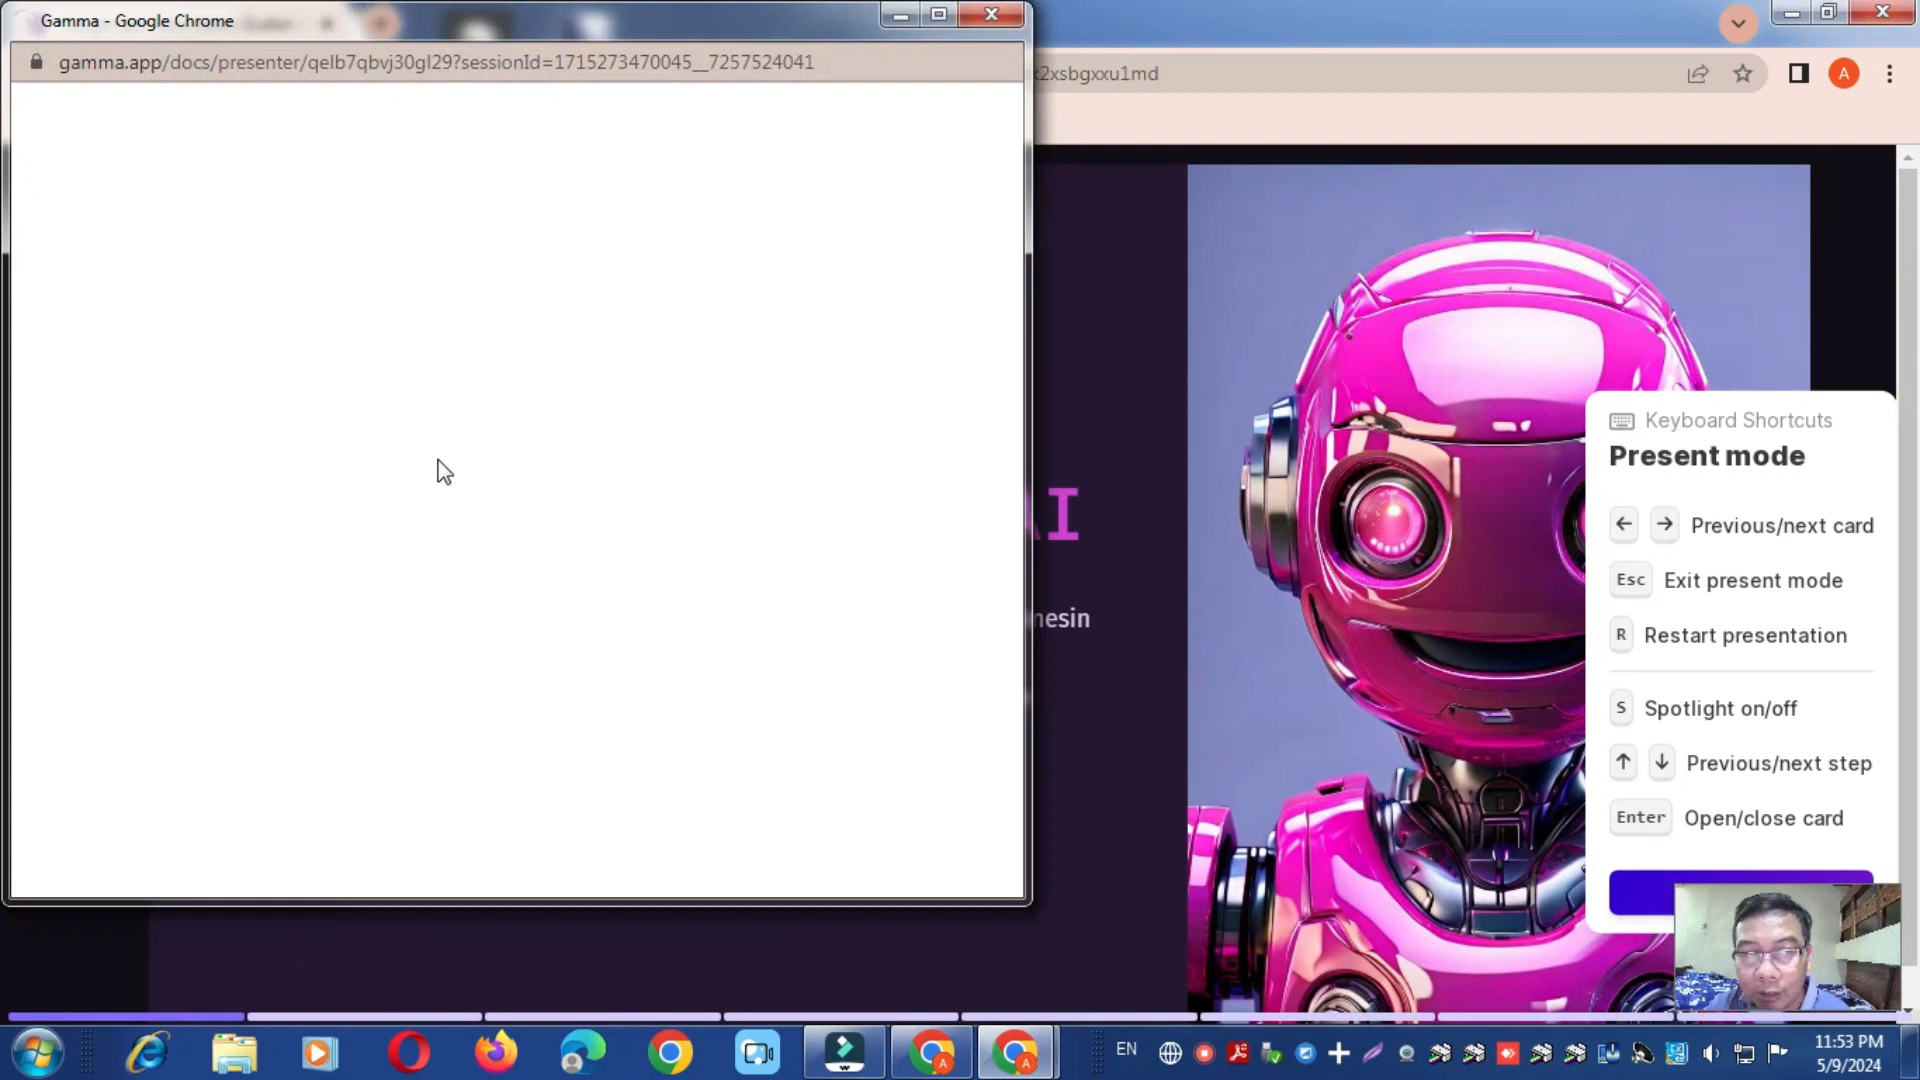 Gamma - Google Chrome
gamma.app/docs/presenter/qelb7qbvj30gl29?sessionId=1715273470045__7257524041
2xsbgxxu1md
A
AI
nesin
Keyboard Shortcuts
Present mode
← → Previous/next card
Esc Exit present mode
R Restart presentation
S Spotlight on/off
↑ ↓ Previous/next step
Enter Open/close card
EN
11:53 PM
5/9/2024